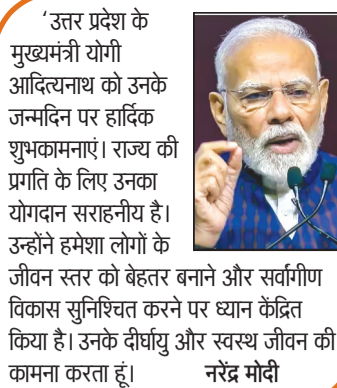 ‘उत्तर प्रदेश के
मुख्यमंत्री योगी
आदित्यनाथ को उनके
जन्मदिन पर हार्दिक
शुभकामनाएं। राज्य की
प्रगति के लिए उनका
योगदान सराहनीय है।
उन्होंने हमेशा लोगों के
जीवन स्तर को बेहतर बनाने और सर्वांगीण
विकास सुनिश्चित करने पर ध्यान केंद्रित
किया है। उनके दीर्घायु और स्वस्थ जीवन की
कामना करता हूं। नरेंद्र मोदी